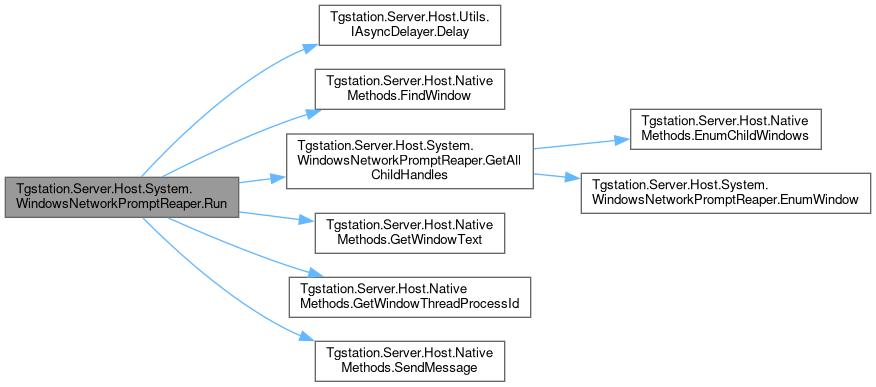 Tgstation.Server.Host.System.
WindowsNetworkPromptReaper.Run
Tgstation.Server.Host.Utils.
IAsyncDelayer.Delay
Tgstation.Server.Host.Native
Methods.FindWindow
Tgstation.Server.Host.System.
WindowsNetworkPromptReaper.GetAll
ChildHandles
Tgstation.Server.Host.Native
Methods.EnumChildWindows
Tgstation.Server.Host.System.
WindowsNetworkPromptReaper.EnumWindow
Tgstation.Server.Host.Native
Methods.GetWindowText
Tgstation.Server.Host.Native
Methods.GetWindowThreadProcessId
Tgstation.Server.Host.Native
Methods.SendMessage